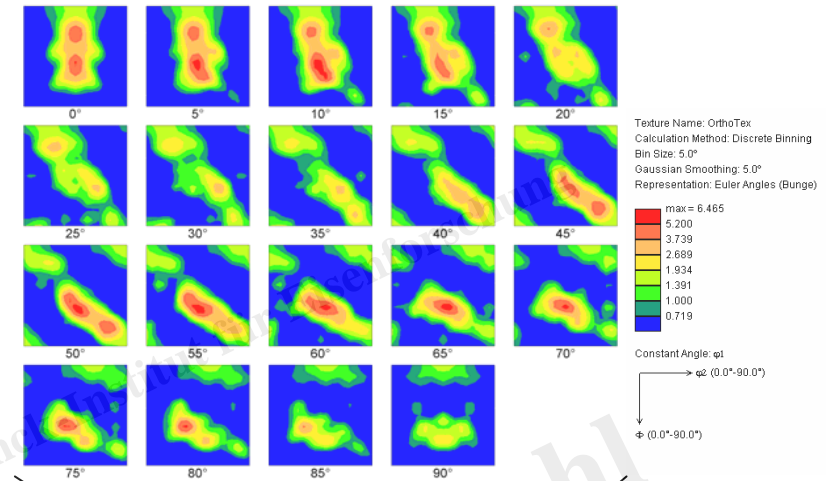 0° 5° 10° 15° 20°
25° 30° 35° 40° 45°
50° 55° 60° 65° 70°
75° 80° 85° 90°
Texture Name: OrthoTex
Calculation Method: Discrete Binning
Bin Size: 5.0°
Gaussian Smoothing: 5.0°
Representation: Euler Angles (Bunge)
max = 6.465
5.200
3.739
2.689
1.934
1.391
1.000
0.719
Constant Angle: φ1
φ2 (0.0°-90.0°)
Φ (0.0°-90.0°)
Institut für Eisenforschung